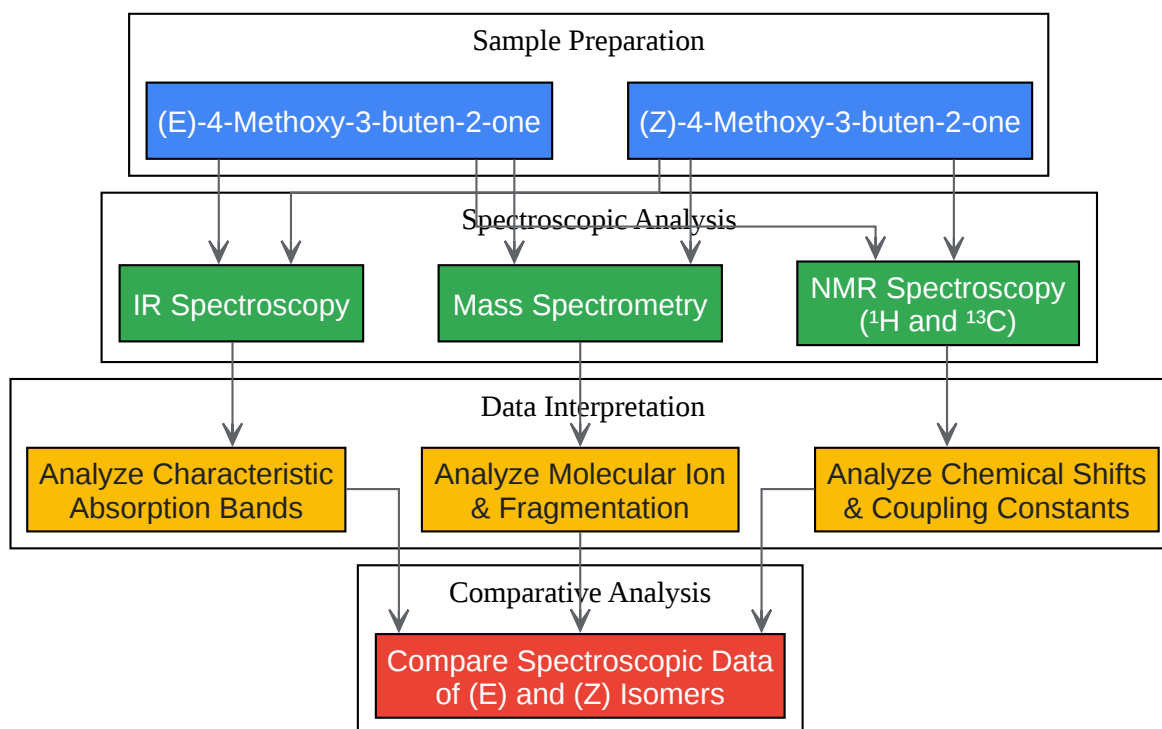 Sample Preparation
(E)-4-Methoxy-3-buten-2-one
(Z)-4-Methoxy-3-buten-2-one
Spectroscopic Analysis
IR Spectroscopy
Mass Spectrometry
NMR Spectroscopy
(¹H and ¹³C)
Data Interpretation
Analyze Characteristic
Absorption Bands
Analyze Molecular Ion
& Fragmentation
Analyze Chemical Shifts
& Coupling Constants
Comparative Analysis
Compare Spectroscopic Data
of (E) and (Z) Isomers